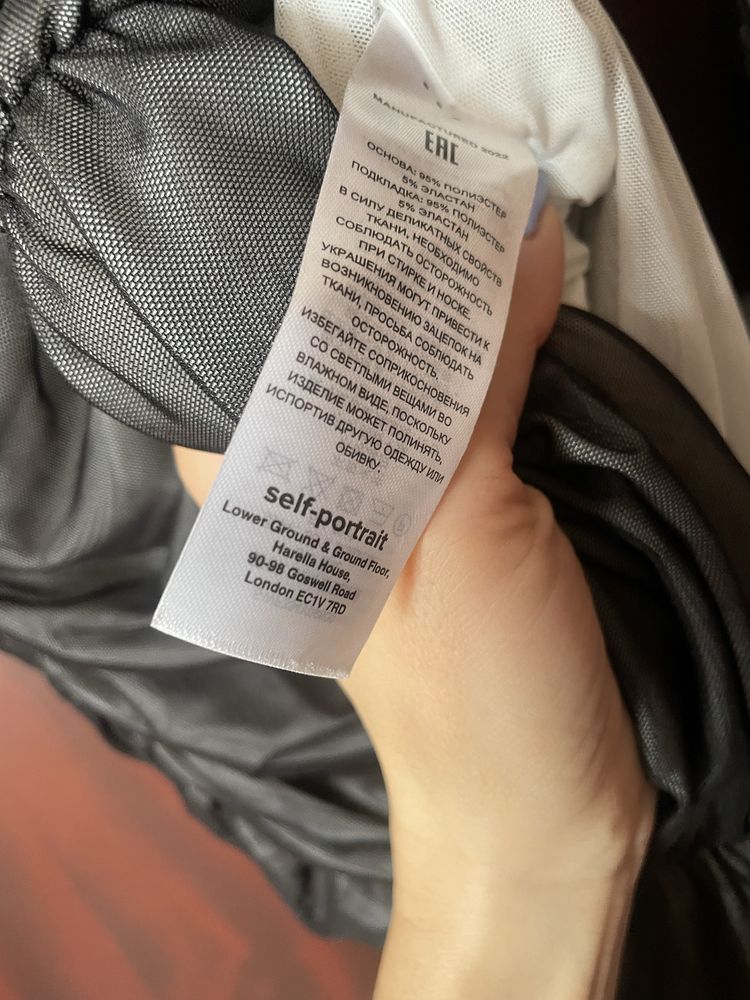 MANUFACTURED 2022
EAC
ОСНОВА: 95% ПОЛИЭСТЕР
5% ЭЛАСТАН
ПОДКЛАДКА: 95% ПОЛИЭСТЕР
5% ЭЛАСТАН
В СИЛУ ДЕЛИКАТНЫХ СВОЙСТВ
ТКАНИ, НЕОБХОДИМО
СОБЛЮДАТЬ ОСТОРОЖНОСТЬ
ПРИ СТИРКЕ И НОСКЕ.
УКРАШЕНИЯ МОГУТ ПРИВЕСТИ К
ВОЗНИКНОВЕНИЮ ЗАЦЕПОК НА
ТКАНИ, ПРОСЬБА СОБЛЮДАТЬ
ОСТОРОЖНОСТЬ.
ИЗБЕГАЙТЕ СОПРИКОСНОВЕНИЯ
СО СВЕТЛЫМИ ВЕЩАМИ ВО
ВЛАЖНОМ ВИДЕ, ПОСКОЛЬКУ
ИЗДЕЛИЕ МОЖЕТ ПОЛИНЯТЬ,
ИСПОРТИВ ДРУГУЮ ОДЕЖДУ ИЛИ
ОБИВКУ.
self-portrait
Lower Ground & Ground Floor,
Harella House,
90-98 Goswell Road
London EC1V 7RD